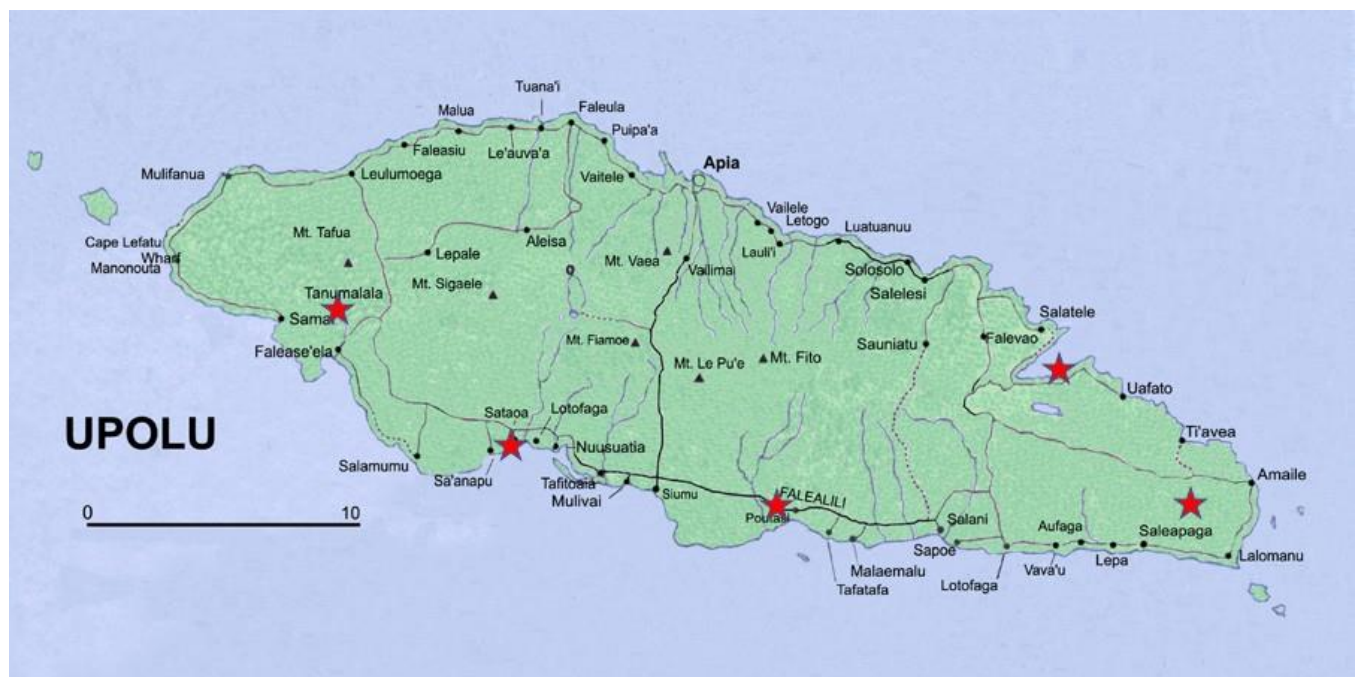 Tuana'i
Malua
Faleula
Puipa'a
Faleasiu
Le'auva'a
Apia
Mulifanua
Leulumoega
Vaitele
Vailele
Letogo
Luatuanuu
Cape Lefatu
Wharf
Manonouta
Mt. Tafua
Lepale
Aleisa
Mt. Vaea
Vailimai
Lauli'i
Solosolo
Salelesi
Mt. Sigaele
Tanumalala
Samai
Salatele
Falease'ela
Mt. Fiamoe
Mt. Le Pu'e
Mt. Fito
Sauniatu
Falevao
Uafato
UPOLU
Sataoa
Lotofaga
Nuusuatia
Ti'avea
Salamumu
Sa'anapu
Tafitoaia
Mulivai
Siumu
FALEALILI
Poutasi
Amaile
0
10
Salani
Sapoe
Aufaga
Saleapaga
Malaemalu
Tafatafa
Lotofaga
Vava'u
Lepa
Lalomanu